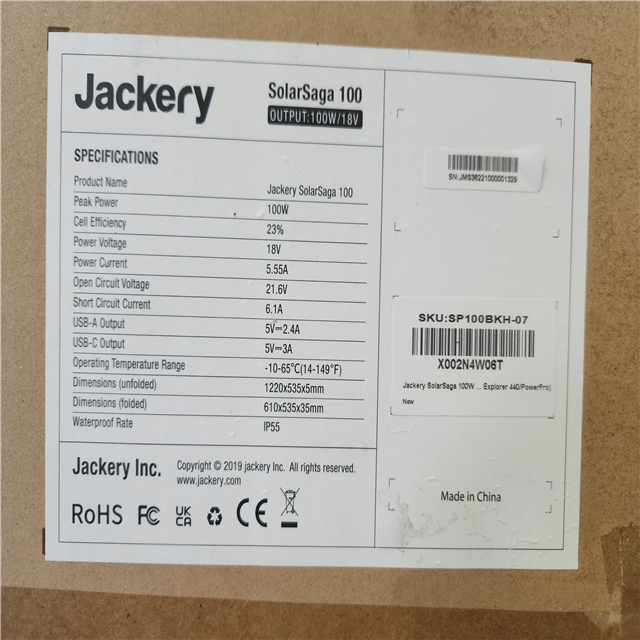 Jackery
SolarSaga 100
OUTPUT:100W/18V
SPECIFICATIONS
Product Name Jackery SolarSaga 100
Peak Power 100W
Cell Efficiency 23%
Power Voltage 18V
Power Current 5.55A
Open Circuit Voltage 21.6V
Short Circuit Current 6.1A
USB-A Output 5V⎓2.4A
USB-C Output 5V⎓3A
Operating Temperature Range -10-65℃(14-149°F)
Dimensions (unfolded) 1220x535x5mm
Dimensions (folded) 610x535x35mm
Waterproof Rate IP55
Jackery Inc.
Copyright © 2019 jackery Inc. All rights reserved.
www.jackery.com
RoHS FC UK CA CE
SN:JMS36221000001329
SKU:SP100BKH-07
X002N4W06T
Jackery SolarSaga 100W ... Explorer 440/PowerPro)
New
Made in China